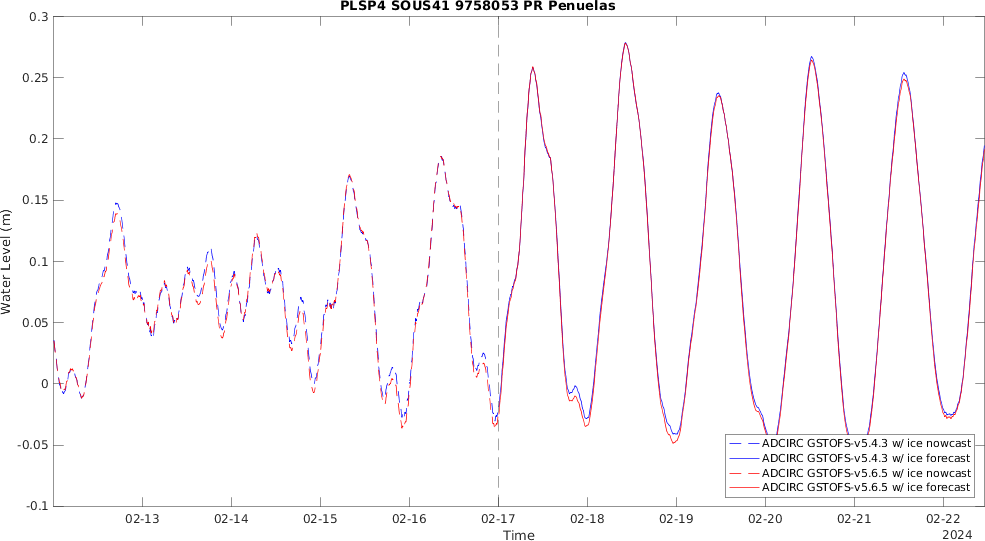 PLSP4 SOUS41 9758053 PR Penuelas
0.3
0.25
0.2
0.15
0.1
0.05
0
-0.05
-0.1
Water Level (m)
02-13 02-14 02-15 02-16 02-17 02-18 02-19 02-20 02-21 02-22
2024
Time
ADCIRC GSTOFS-v5.4.3 w/ ice nowcast
ADCIRC GSTOFS-v5.4.3 w/ ice forecast
ADCIRC GSTOFS-v5.6.5 w/ ice nowcast
ADCIRC GSTOFS-v5.6.5 w/ ice forecast